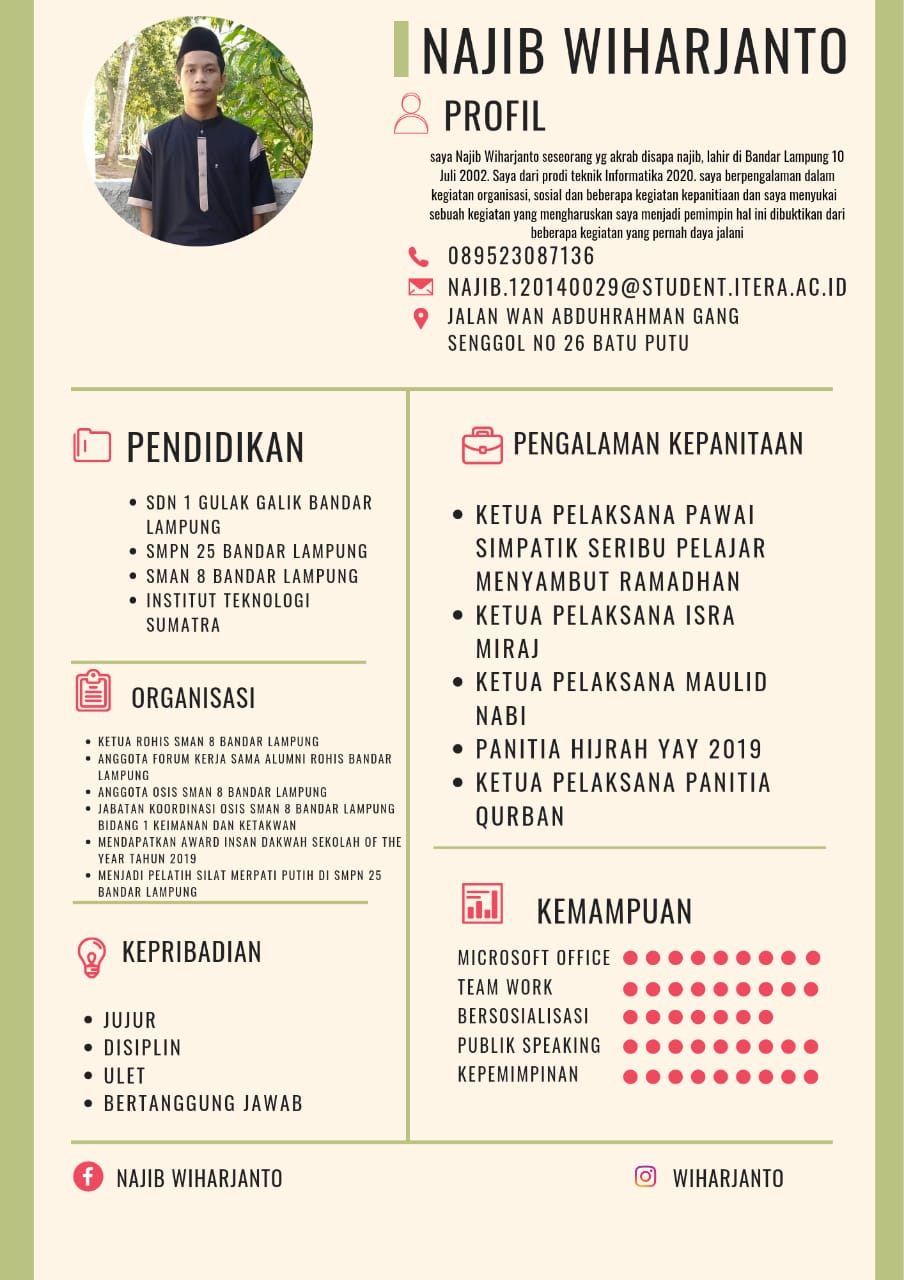 NAJIB WIHARJANTO
PROFIL
saya Najib Wiharjanto seseorang yg akrab disapa najib, lahir di Bandar Lampung 10
Juli 2002. Saya dari prodi teknik Informatika 2020. saya berpengalaman dalam
kegiatan organisasi, sosial dan beberapa kegiatan kepanitiaan dan saya menyukai
sebuah kegiatan yang mengharuskan saya menjadi pemimpin hal ini dibuktikan dari
beberapa kegiatan yang pernah daya jalani
089523087136
NAJIB.120140029@STUDENT.ITERA.AC.ID
JALAN WAN ABDUHRAHMAN GANG
SENGGOL NO 26 BATU PUTU
PENDIDIKAN
• SDN 1 GULAK GALIK BANDAR
LAMPUNG
• SMPN 25 BANDAR LAMPUNG
• SMAN 8 BANDAR LAMPUNG
• INSTITUT TEKNOLOGI
SUMATRA
ORGANISASI
• KETUA ROHIS SMAN 8 BANDAR LAMPUNG
• ANGGOTA FORUM KERJA SAMA ALUMNI ROHIS BANDAR
LAMPUNG
• ANGGOTA OSIS SMAN 8 BANDAR LAMPUNG
• JABATAN KOORDINASI OSIS SMAN 8 BANDAR LAMPUNG
BIDANG 1 KEIMANAN DAN KETAKWAN
• MENDAPATKAN AWARD INSAN DAKWAH SEKOLAH OF THE
YEAR TAHUN 2019
• MENJADI PELATIH SILAT MERPATI PUTIH DI SMPN 25
BANDAR LAMPUNG
KEPRIBADIAN
• JUJUR
• DISIPLIN
• ULET
• BERTANGGUNG JAWAB
PENGALAMAN KEPANITAAN
• KETUA PELAKSANA PAWAI
SIMPATIK SERIBU PELAJAR
MENYAMBUT RAMADHAN
• KETUA PELAKSANA ISRA
MIRAJ
• KETUA PELAKSANA MAULID
NABI
• PANITIA HIJRAH YAY 2019
• KETUA PELAKSANA PANITIA
QURBAN
KEMAMPUAN
MICROSOFT OFFICE
TEAM WORK
BERSOSIALISASI
PUBLIK SPEAKING
KEPEMIMPINAN
NAJIB WIHARJANTO
WIHARJANTO